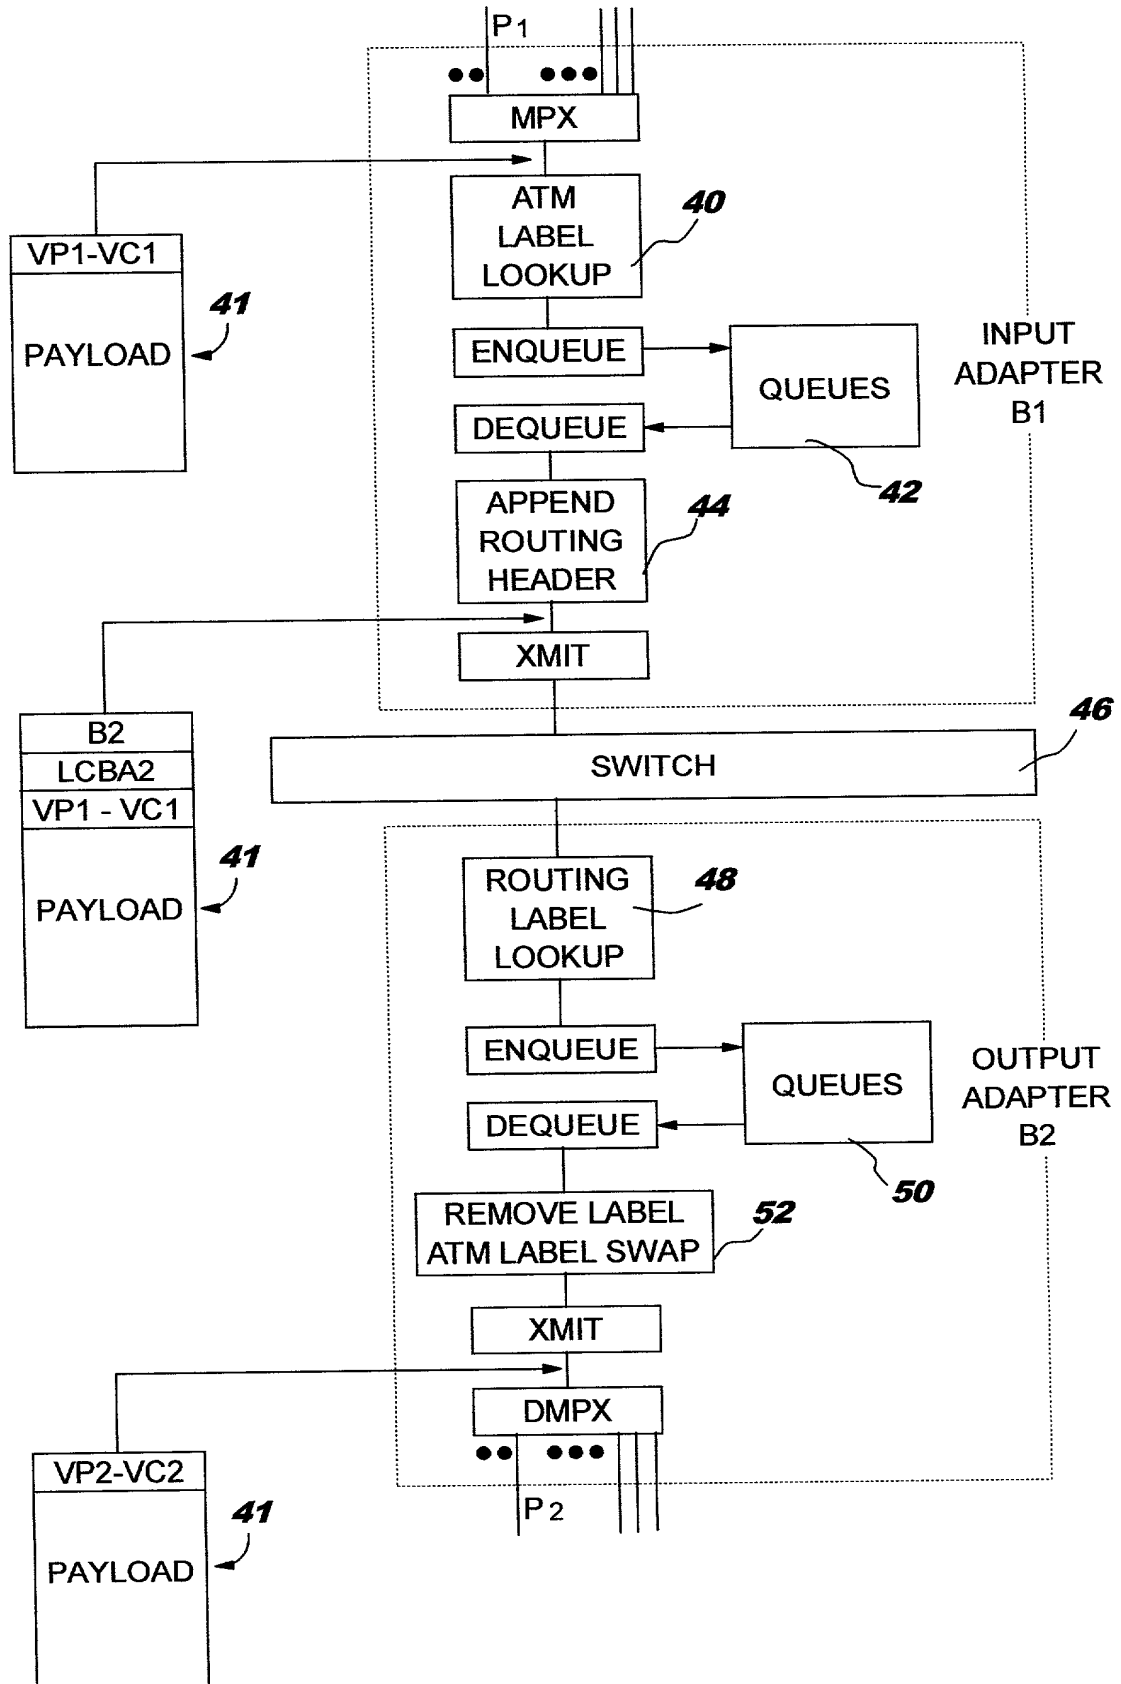 P1
MPX
ATM
LABEL
LOOKUP
40
VP1-VC1
PAYLOAD
41
ENQUEUE
QUEUES
DEQUEUE
42
INPUT
ADAPTER
B1
APPEND
ROUTING
HEADER
44
XMIT
B2
LCBA2
VP1 - VC1
PAYLOAD
41
SWITCH
46
ROUTING
LABEL
LOOKUP
48
ENQUEUE
QUEUES
DEQUEUE
50
OUTPUT
ADAPTER
B2
REMOVE LABEL
ATM LABEL SWAP
52
XMIT
DMPX
P2
VP2-VC2
PAYLOAD
41